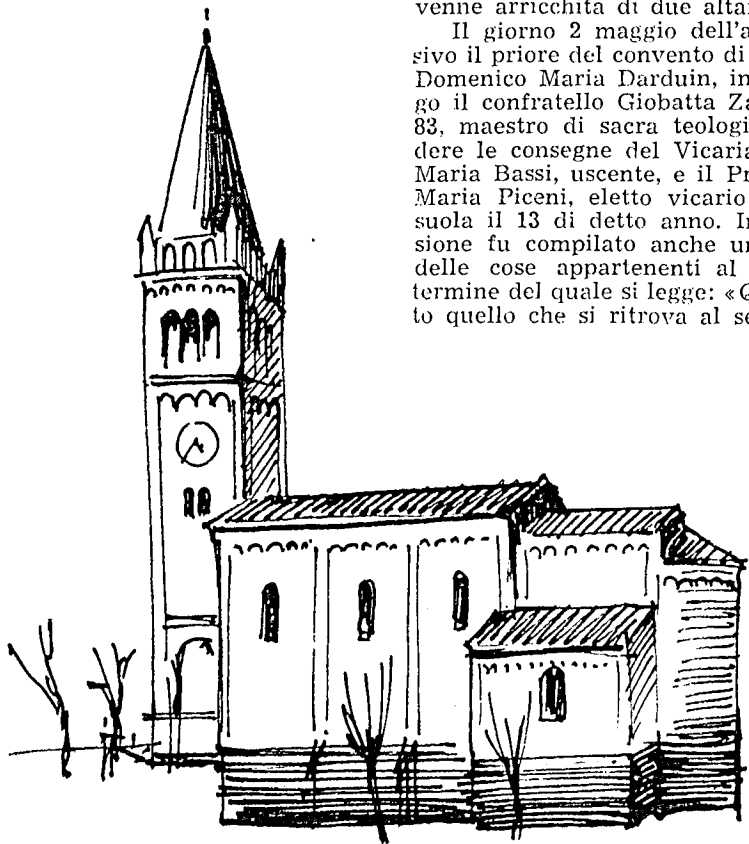 venne arricchita di due altar
Il giorno 2 maggio dell'a
sivo il priore del convento di
Domenico Maria Darduin, in
go il confratello Giobatta Za
83, maestro di sacra teologi
dere le consegne del Vicaria
Maria Bassi, uscente, e il Pr
Maria Piceni, eletto vicario
suola il 13 di detto anno. In
sione fu compilato anche un
delle cose appartenenti al
termine del quale si legge: «Q
to quello che si ritrova al se